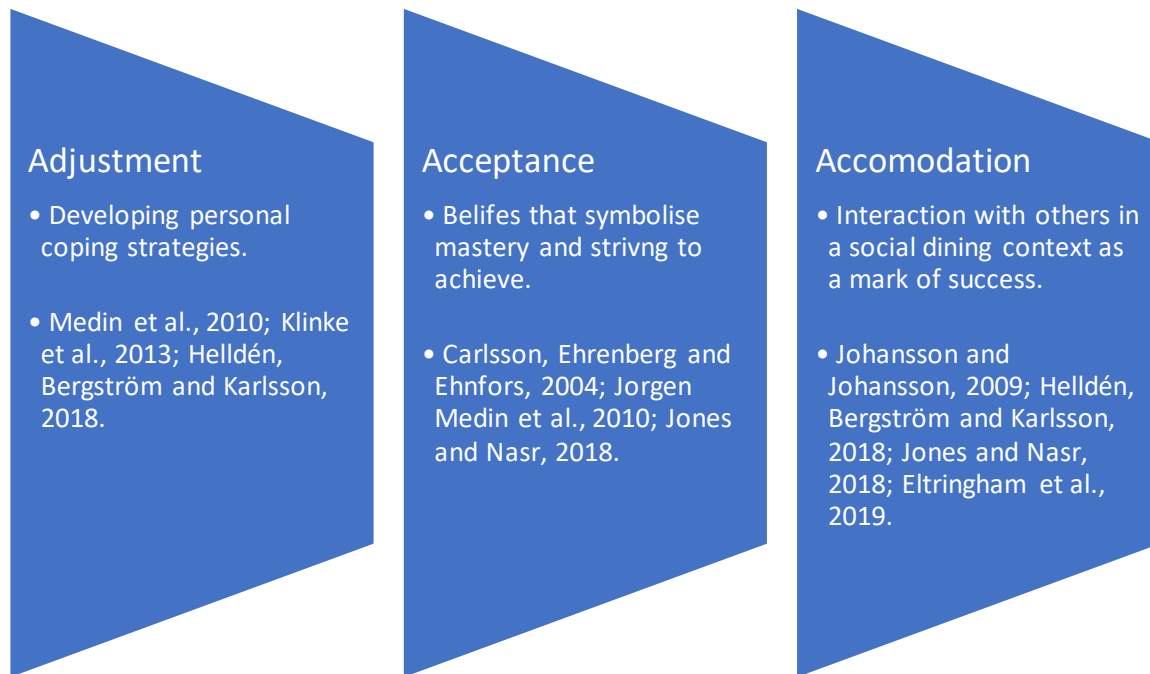 Adjustment
• Developing personal
coping strategies.
• Medin et al., 2010; Klinke
et al., 2013; Helldén,
Bergström and Karlsson,
2018.
Acceptance
• Belifes that symbolise
mastery and strivng to
achieve.
• Carlsson, Ehrenberg and
Ehnfors, 2004; Jorgen
Medin et al., 2010; Jones
and Nasr, 2018.
Accomodation
• Interaction with others in
a social dining context as
a mark of success.
• Johansson and
Johansson, 2009; Helldén,
Bergström and Karlsson,
2018; Jones and Nasr,
2018; Eltringham et al.,
2019.